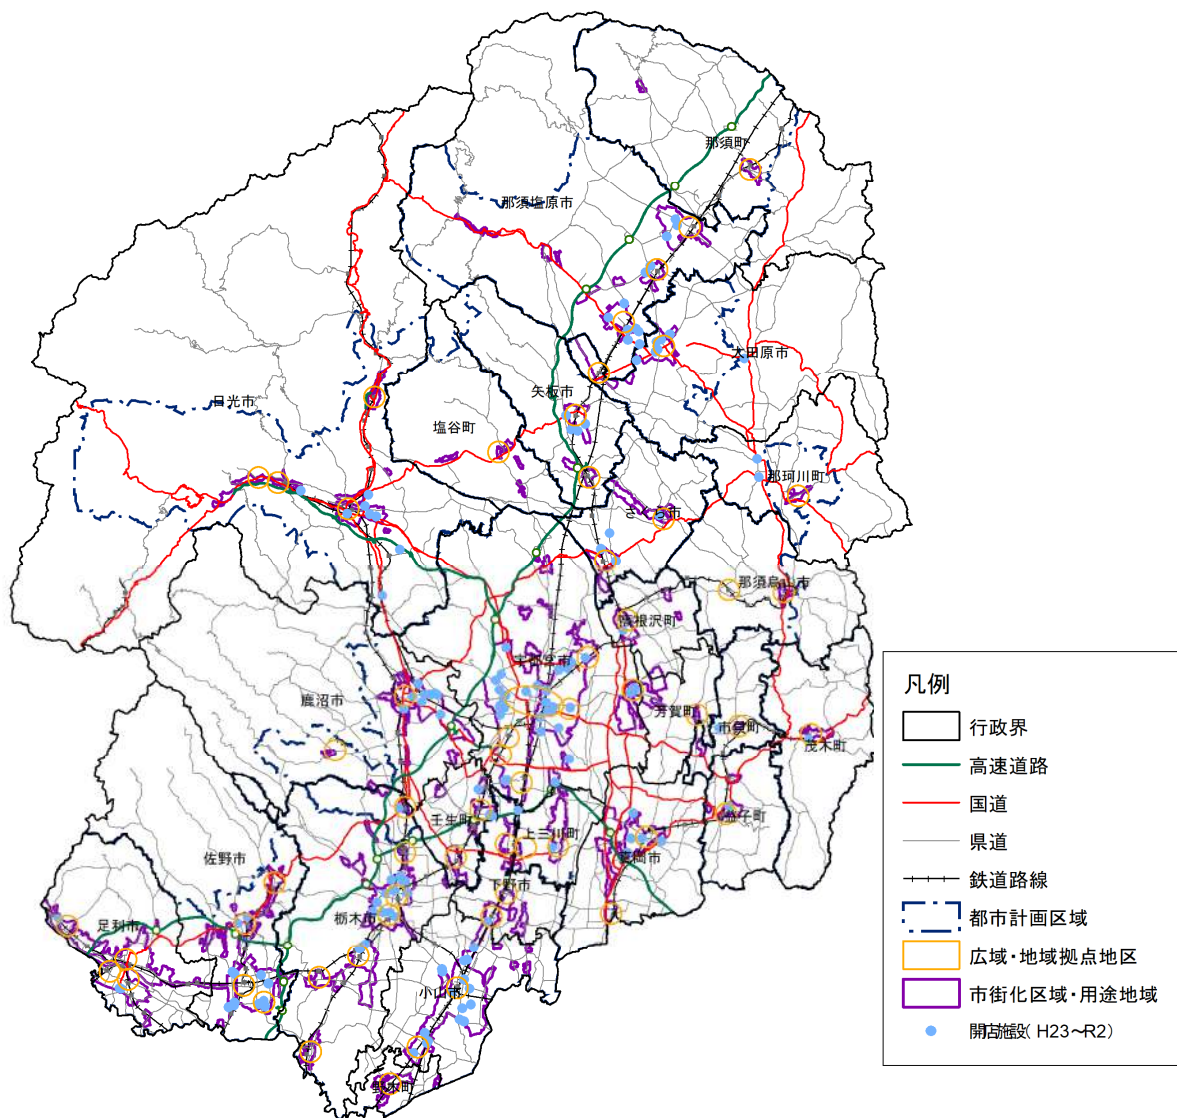 那須町
那須塩原市
大田原市
日光市
矢板市
塩谷町
那珂川町
さくら市
那須烏山市
高根沢町
宇都宮市
鹿沼市
芳賀町
市貝町
茂木町
益子町
壬生町
上三川町
真岡市
佐野市
下野市
栃木市
足利市
小山市
野木町
凡例
行政界
高速道路
国道
県道
鉄道路線
都市計画区域
広域・地域拠点地区
市街化区域・用途地域
開店施設( H23~R2)